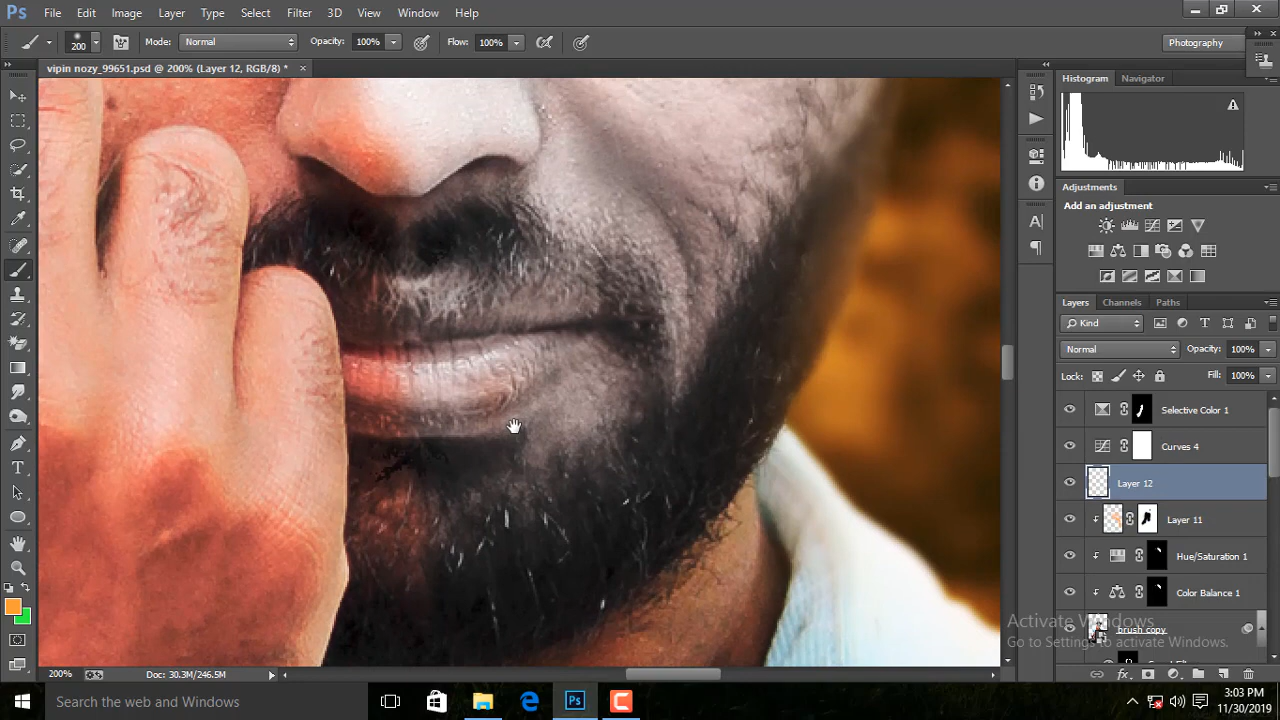 Ps File Edit Image Layer Type Select Filter 3D View Window Help
200 Mode: Normal Opacity: 100% Flow: 100% Photography
vipin nozy_99651.psd @ 200% (Layer 12, RGB/8) * ×
Histogram Navigator
Adjustments
Add an adjustment
Layers Channels Paths
Kind
Normal Opacity: 100%
Lock: Fill: 100%
Selective Color 1
Curves 4
Layer 12
Layer 11
Hue/Saturation 1
Color Balance 1
brush copy
Activate Windows
Go to Settings to activate Windows.
200% Doc: 30.3M/246.5M
Search the web and Windows
3:03 PM
11/30/2019